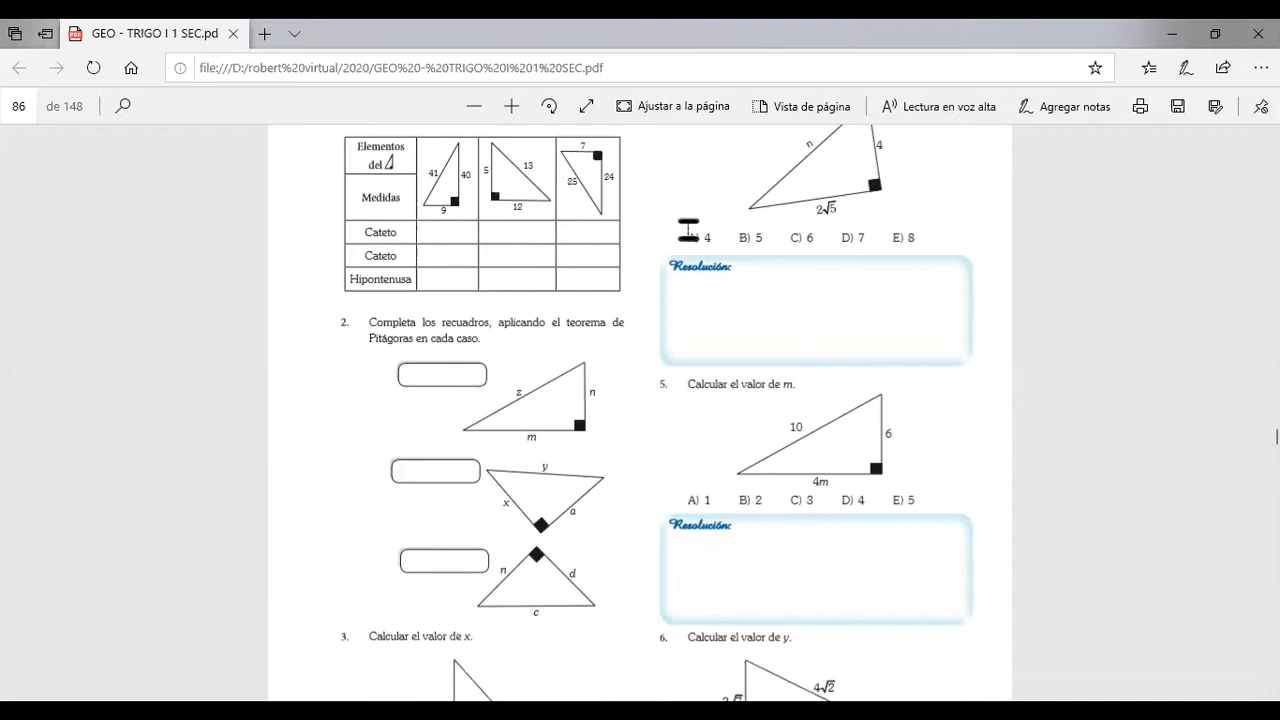 GEO - TRIGO I 1 SEC.pd
file:///D:/robert%20virtual/2020/GEO%20-%20TRIGO%20I%201%20SEC.pdf
86 de 148
Ajustar a la página
Vista de página
Lectura en voz alta
Agregar notas
Elementos
del
41 40 9
5 13 12
7 25 24
Medidas
Cateto
Cateto
Hipontenusa
2. Completa los recuadros, aplicando el teorema de
Pitágoras en cada caso.
z n
m
y
x a
n d
c
3. Calcular el valor de x.
n 4
2√5
4 B) 5 C) 6 D) 7 E) 8
Resolución:
5. Calcular el valor de m.
10 6
4m
A) 1 B) 2 C) 3 D) 4 E) 5
Resolución:
6. Calcular el valor de y.
4√2